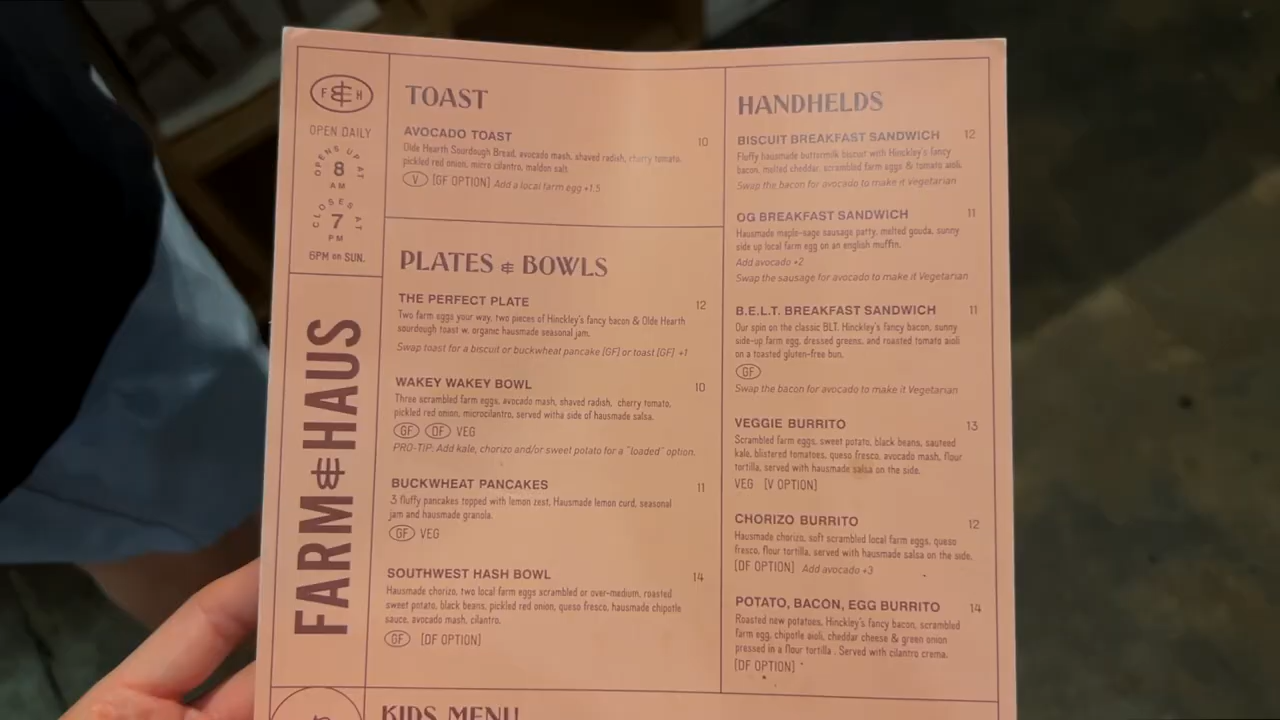 F & H
OPEN DAILY
OPENS UP AT
8
AM
CLOSES AT
7
PM
6PM on SUN.
FARM & HAUS
TOAST
AVOCADO TOAST 10
Olde Hearth Sourdough Bread, avocado mash, shaved radish, cherry tomato,
pickled red onion, micro cilantro, maldon salt
V [GF OPTION] Add a local farm egg +1.5
PLATES & BOWLS
THE PERFECT PLATE 12
Two farm eggs your way, two pieces of Hinckley's fancy bacon & Olde Hearth
sourdough toast w. organic hausmade seasonal jam.
Swap toast for a biscuit or buckwheat pancake [GF] or toast [GF] +1
WAKEY WAKEY BOWL 10
Three scrambled farm eggs, avocado mash, shaved radish, cherry tomato,
pickled red onion, microcilantro, served witha side of hausmade salsa.
GF DF VEG
PRO-TIP: Add kale, chorizo and/or sweet potato for a "loaded" option.
BUCKWHEAT PANCAKES 11
3 fluffy pancakes topped with lemon zest, Hausmade lemon curd, seasonal
jam and hausmade granola.
GF VEG
SOUTHWEST HASH BOWL 14
Hausmade chorizo, two local farm eggs scrambled or over-medium, roasted
sweet potato, black beans, pickled red onion, queso fresco, hausmade chipotle
sauce, avocado mash, cilantro.
GF [DF OPTION]
HANDHELDS
BISCUIT BREAKFAST SANDWICH 12
Fluffy hausmade buttermilk biscuit with Hinckley's fancy
bacon, melted cheddar, scrambled farm eggs & tomato aioli.
Swap the bacon for avocado to make it Vegetarian
OG BREAKFAST SANDWICH 11
Hausmade maple-sage sausage patty, melted gouda, sunny
side up local farm egg on an english muffin.
Add avocado +2
Swap the sausage for avocado to make it Vegetarian
B.E.L.T. BREAKFAST SANDWICH 11
Our spin on the classic BLT. Hinckley's fancy bacon, sunny
side-up farm egg, dressed greens, and roasted tomato aioli
on a toasted gluten-free bun.
GF
Swap the bacon for avocado to make it Vegetarian
VEGGIE BURRITO 13
Scrambled farm eggs, sweet potato, black beans, sauteed
kale, blistered tomatoes, queso fresco, avocado mash, flour
tortilla, served with hausmade salsa on the side.
VEG [V OPTION]
CHORIZO BURRITO 12
Hausmade chorizo, soft scrambled local farm eggs, queso
fresco, flour tortilla, served with hausmade salsa on the side.
[DF OPTION] Add avocado +3
POTATO, BACON, EGG BURRITO 14
Roasted new potatoes, Hinckley's fancy bacon, scrambled
farm egg, chipotle aioli, cheddar cheese & green onion
pressed in a flour tortilla . Served with cilantro crema.
[DF OPTION]
KIDS MENU